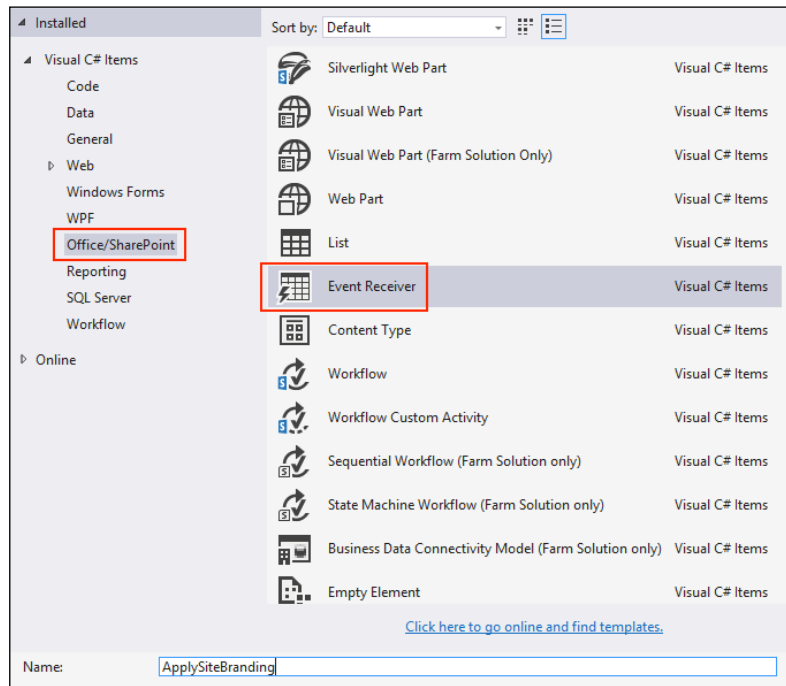 Installed
Sort by: Default
Visual C# Items
Code
Data
General
Web
Windows Forms
WPF
Office/SharePoint
Reporting
SQL Server
Workflow
Online
Silverlight Web Part Visual C# Items
Visual Web Part Visual C# Items
Visual Web Part (Farm Solution Only) Visual C# Items
Web Part Visual C# Items
List Visual C# Items
Event Receiver Visual C# Items
Content Type Visual C# Items
Workflow Visual C# Items
Workflow Custom Activity Visual C# Items
Sequential Workflow (Farm Solution only) Visual C# Items
State Machine Workflow (Farm Solution only) Visual C# Items
Business Data Connectivity Model (Farm Solution only) Visual C# Items
Empty Element Visual C# Items
Click here to go online and find templates.
Name: ApplySiteBranding